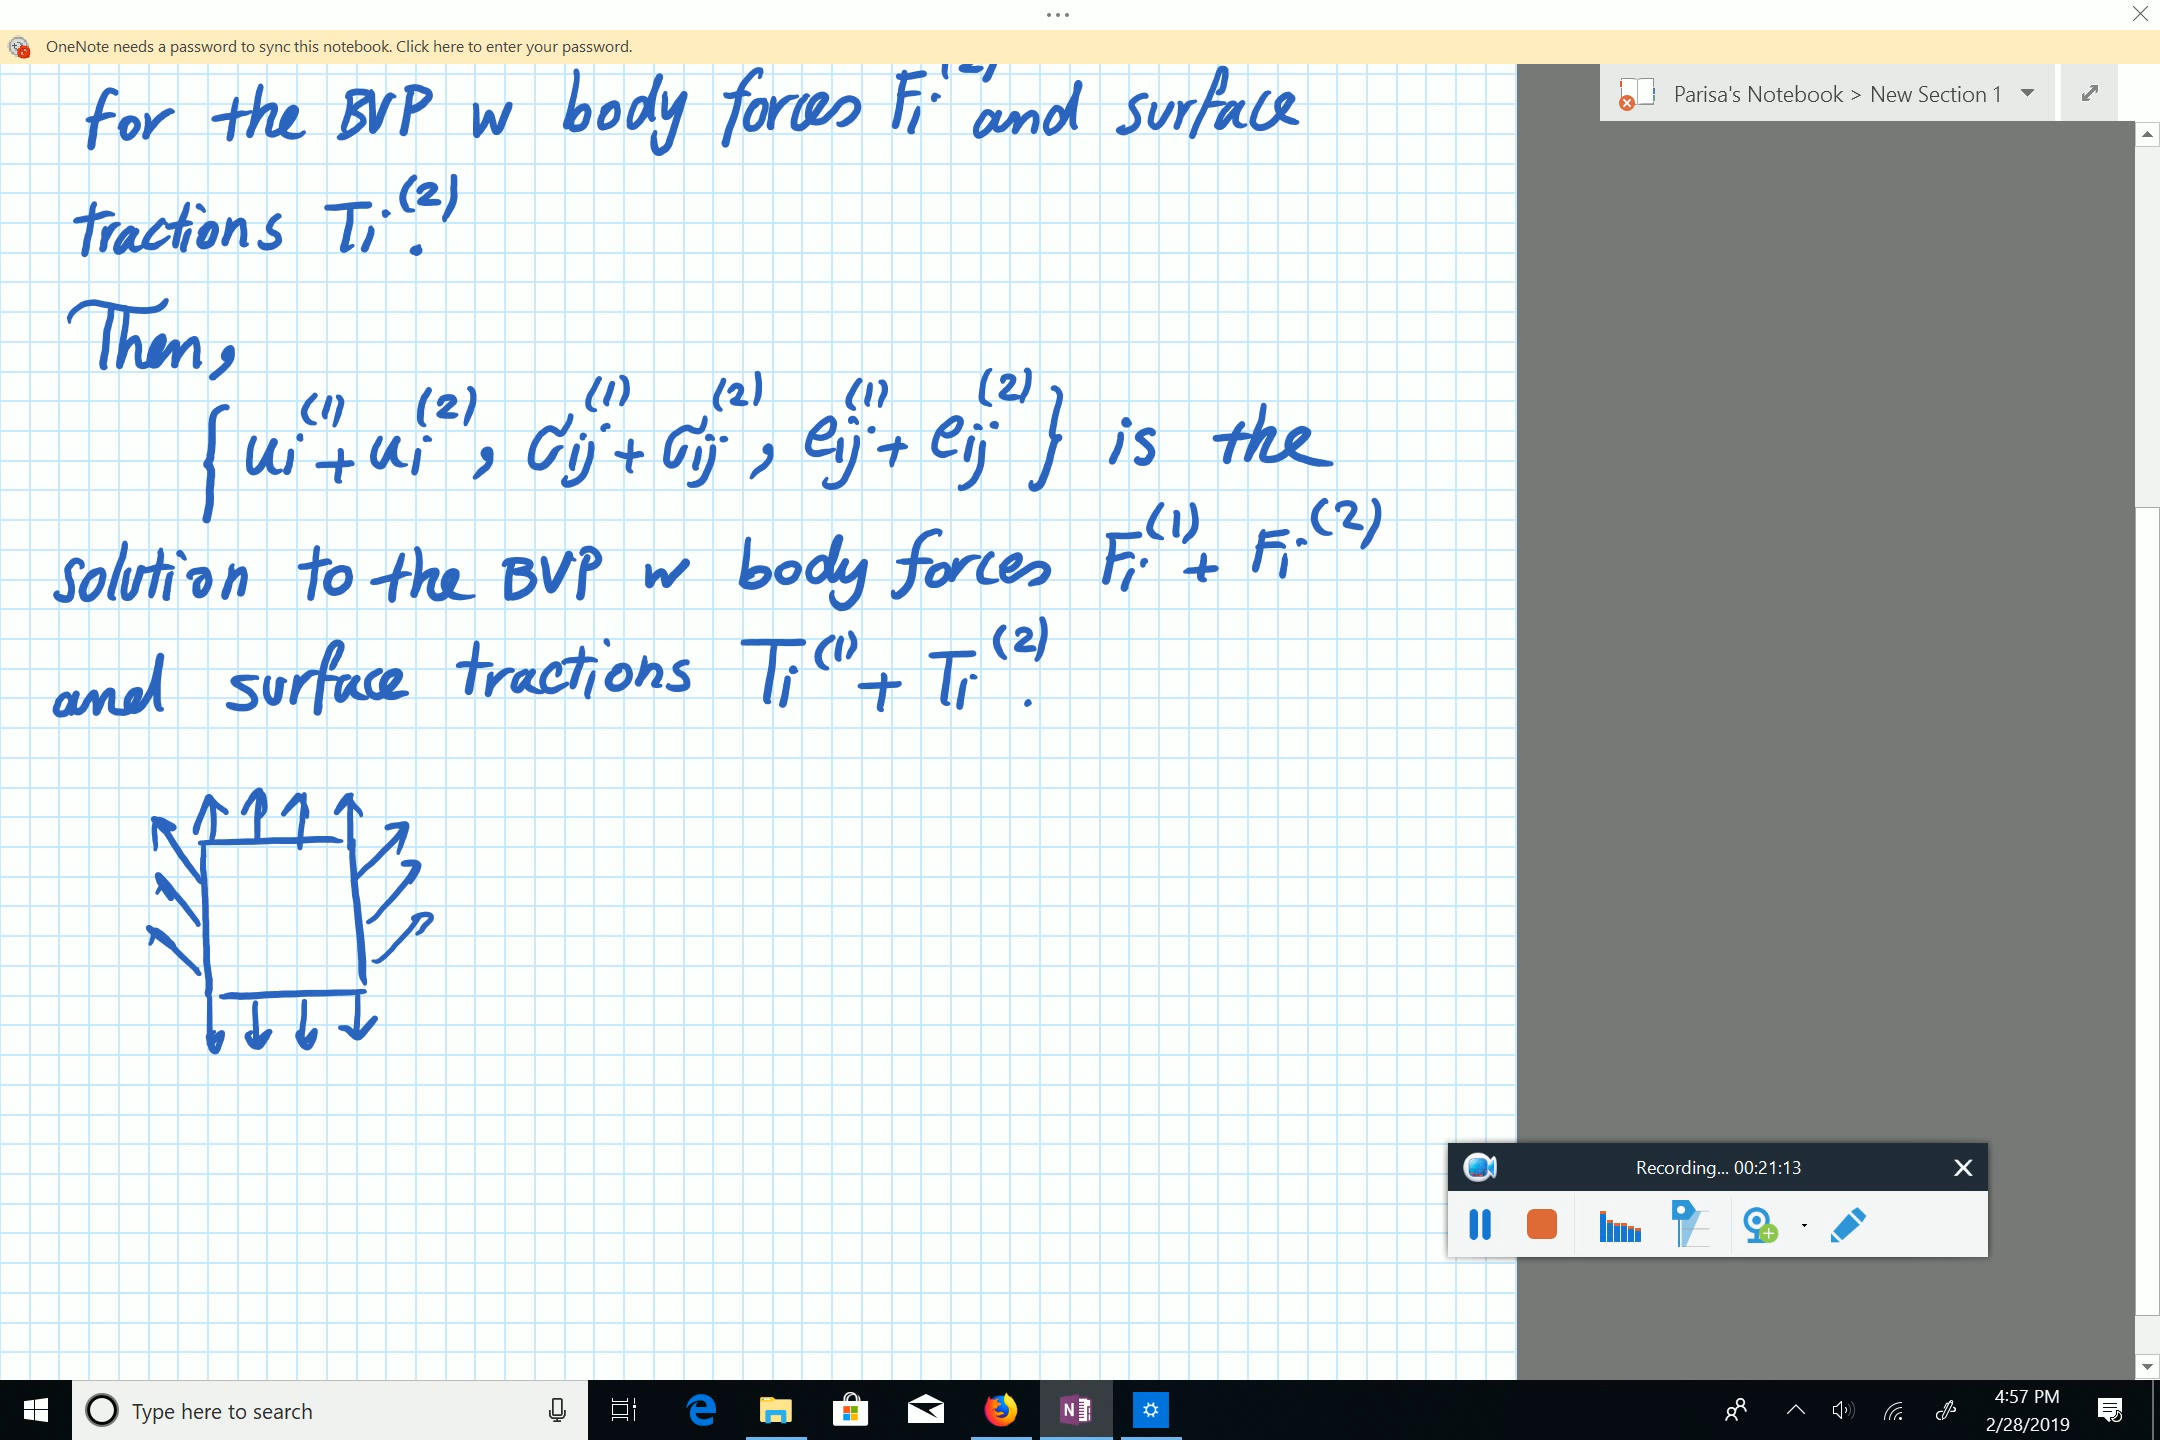 OneNote needs a password to sync this notebook. Click here to enter your password.
Parisa's Notebook > New Section 1
for the BVP w body forces Fi(2) and surface
tractions Ti(2).
Then,
{ui(1) + ui(2), σij(1) + σij(2), eij(1) + eij(2)} is the
solution to the BVP w body forces Fi(1) + Fi(2)
and surface tractions Ti(1) + Ti(2).
Recording... 00:21:13
Type here to search
4:57 PM
2/28/2019